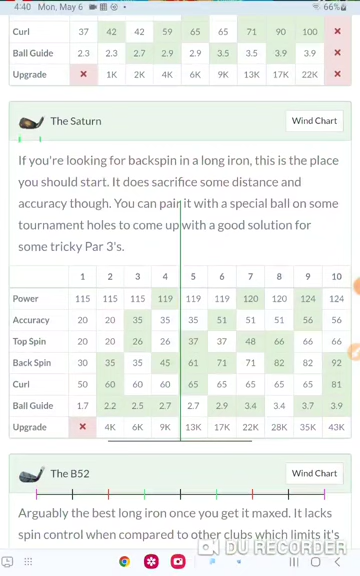 4:40 Mon, May 6 66%
Curl 37 42 42 59 65 65 71 90 100 ×
Ball Guide 2.3 2.3 2.7 2.9 2.9 3.5 3.5 3.9 3.9 ×
Upgrade × 1K 2K 4K 6K 9K 13K 17K 22K ×
The Saturn Wind Chart
If you're looking for backspin in a long iron, this is the place
you should start. It does sacrifice some distance and
accuracy though. You can pair it with a special ball on some
tournament holes to come up with a good solution for
some tricky Par 3's.
1 2 3 4 5 6 7 8 9 10
Power 115 115 115 119 119 119 120 120 124 124
Accuracy 20 20 35 35 35 51 51 51 56 56
Top Spin 20 20 26 26 37 37 48 66 66 66
Back Spin 30 35 35 45 61 71 71 82 82 92
Curl 50 60 60 60 65 65 65 65 65 81
Ball Guide 1.7 2.2 2.5 2.7 2.7 2.9 3.4 3.4 3.7 3.9
Upgrade × 4K 6K 9K 13K 17K 22K 28K 35K 43K
The B52 Wind Chart
Arguably the best long iron once you get it maxed. It lacks
spin control when compared to other clubs which limits it's
DU RECORDER